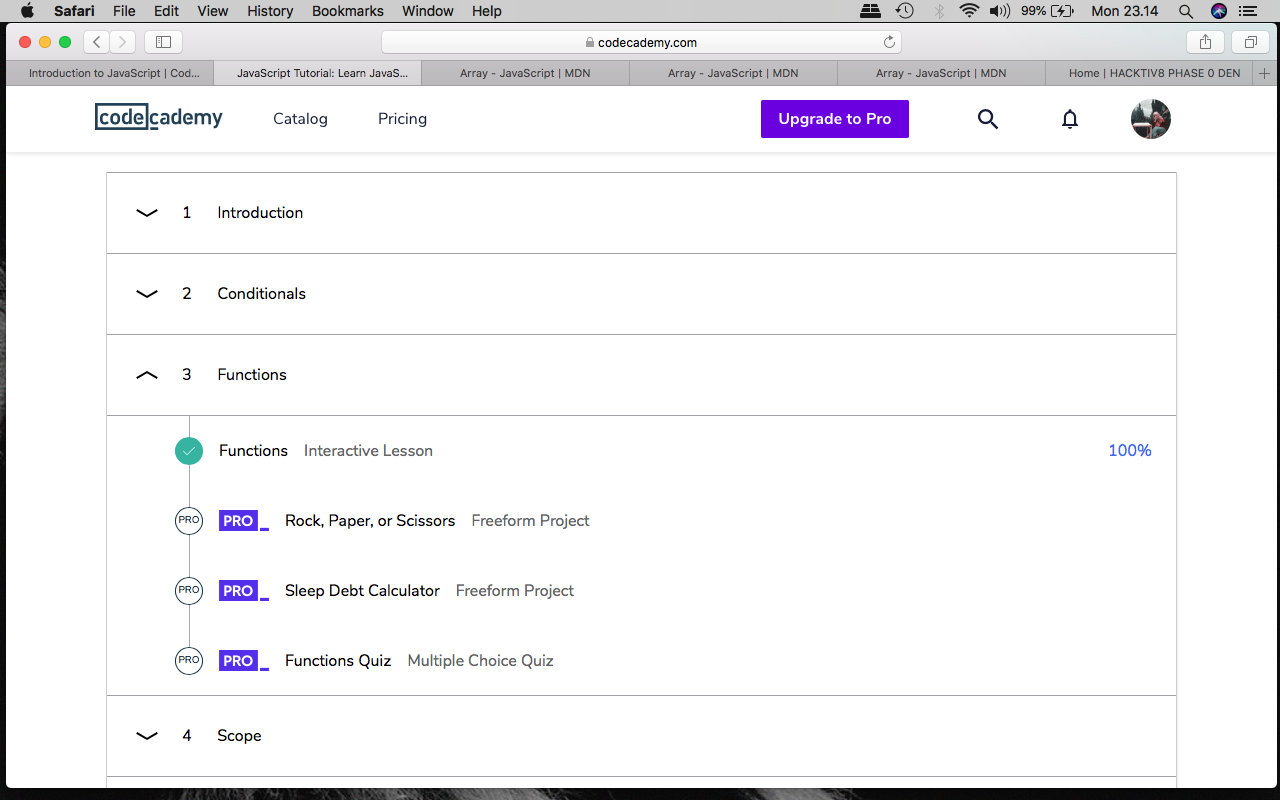 Safari File Edit View History Bookmarks Window Help 99% Mon 23.14
codecademy.com
Introduction to JavaScript | Cod... JavaScript Tutorial: Learn JavaS... Array - JavaScript | MDN Array - JavaScript | MDN Array - JavaScript | MDN Home | HACKTIV8 PHASE 0 DEN
codecademy Catalog Pricing Upgrade to Pro
1 Introduction
2 Conditionals
3 Functions
Functions Interactive Lesson 100%
PRO PRO_ Rock, Paper, or Scissors Freeform Project
PRO PRO_ Sleep Debt Calculator Freeform Project
PRO PRO_ Functions Quiz Multiple Choice Quiz
4 Scope